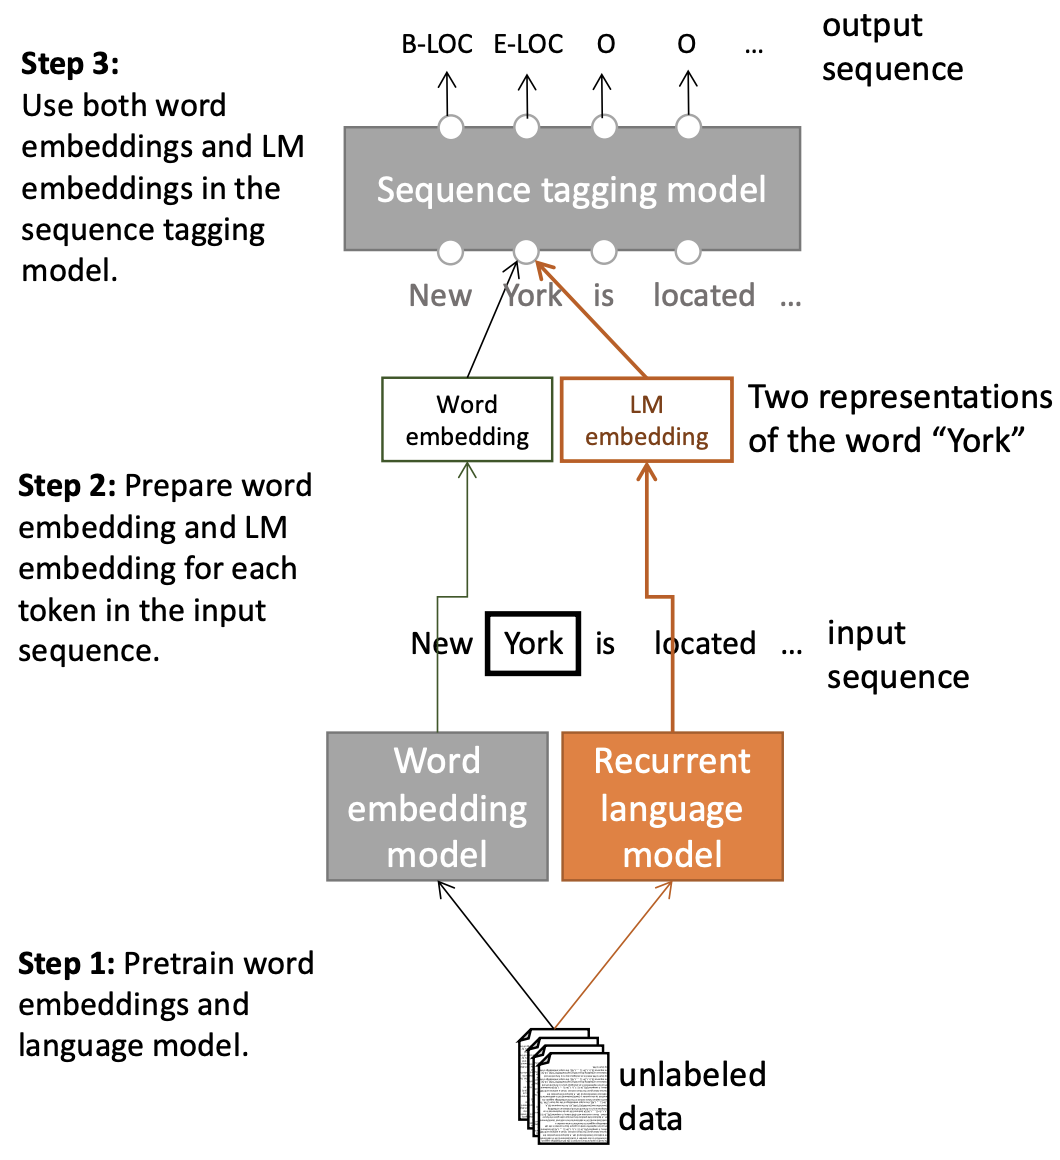 B-LOC E-LOC O O ...
output
sequence
Step 3:
Use both word
embeddings and LM
embeddings in the
sequence tagging
model.
Sequence tagging model
New York is located ...
Word
embedding
LM
embedding
Two representations
of the word “York”
Step 2: Prepare word
embedding and LM
embedding for each
token in the input
sequence.
New York is located ...
input
sequence
Word
embedding
model
Recurrent
language
model
Step 1: Pretrain word
embeddings and
language model.
unlabeled
data